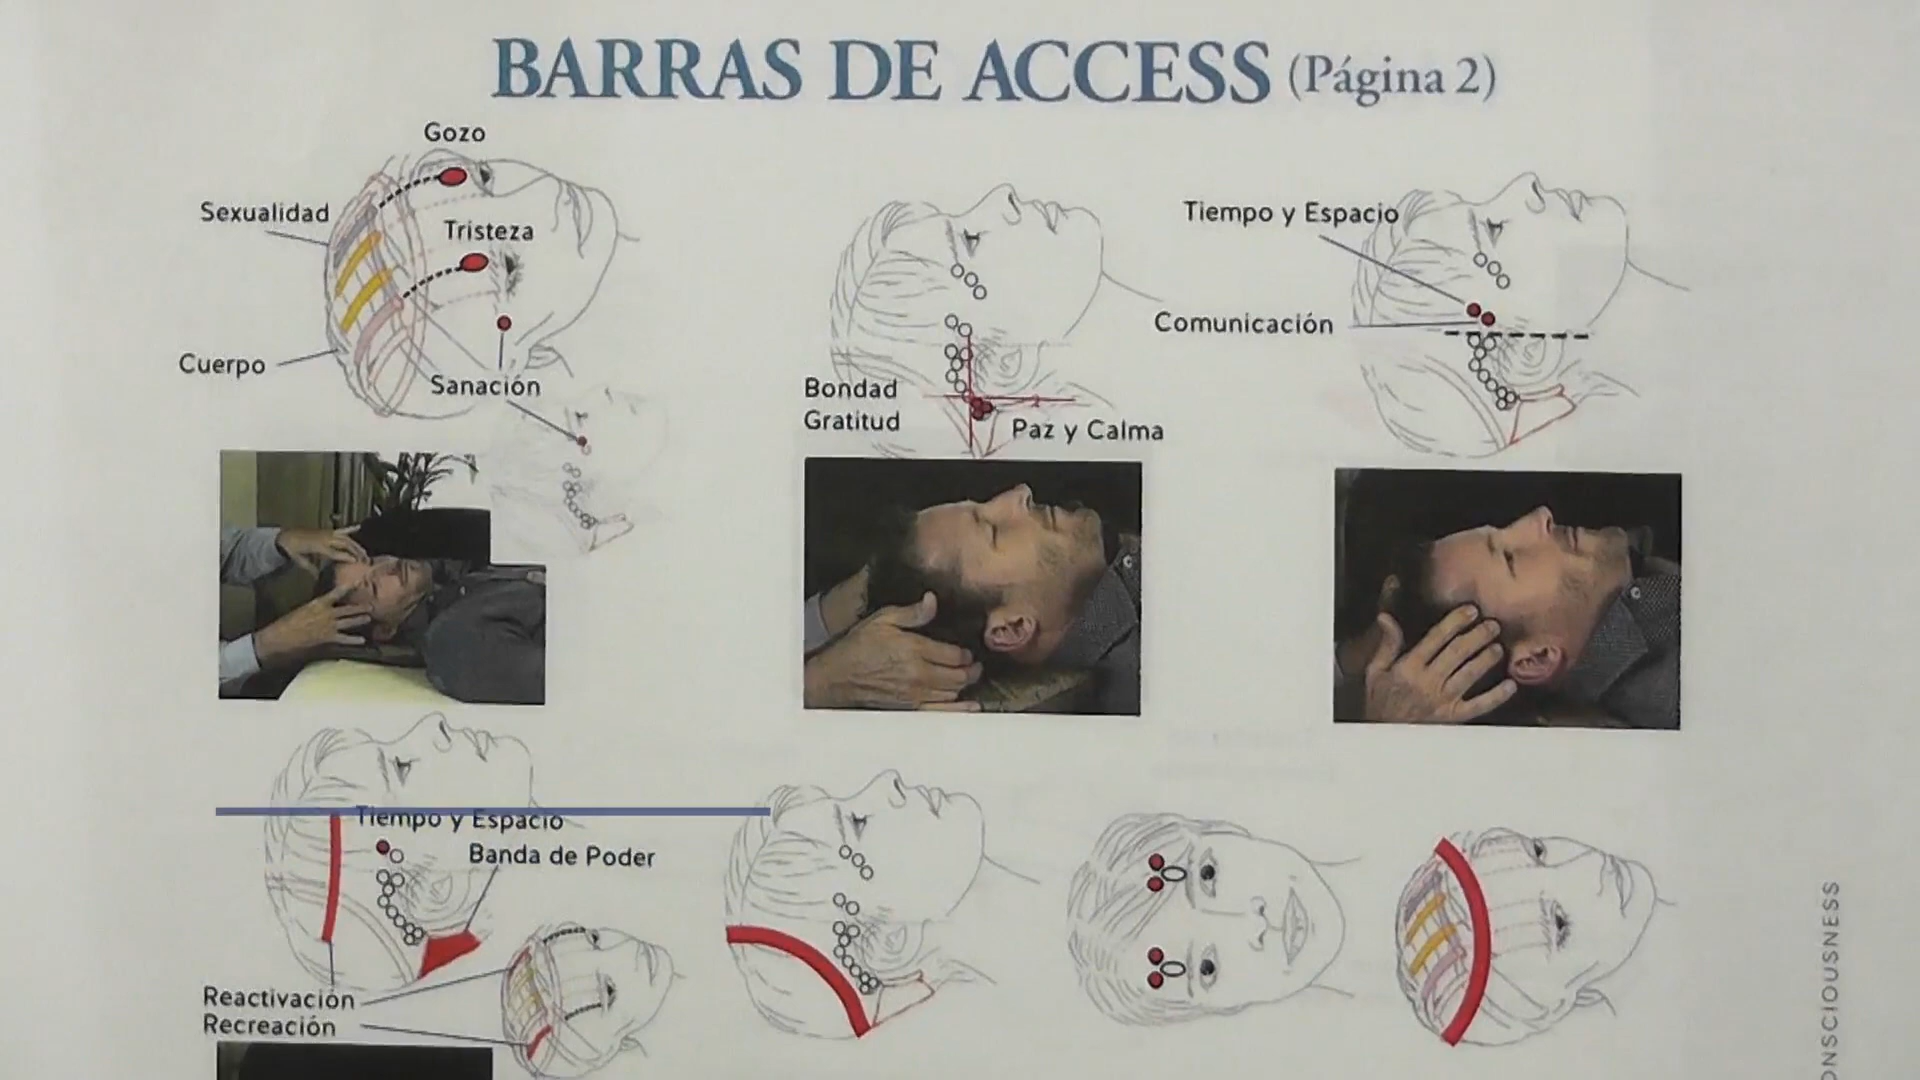 BARRAS DE ACCESS (Página 2)
Gozo
Sexualidad
Tristeza
Cuerpo
Sanación
Bondad
Gratitud
Paz y Calma
Tiempo y Espacio
Comunicación
Tiempo y Espacio
Banda de Poder
Reactivación
Recreación
ONSCIOUSNESS